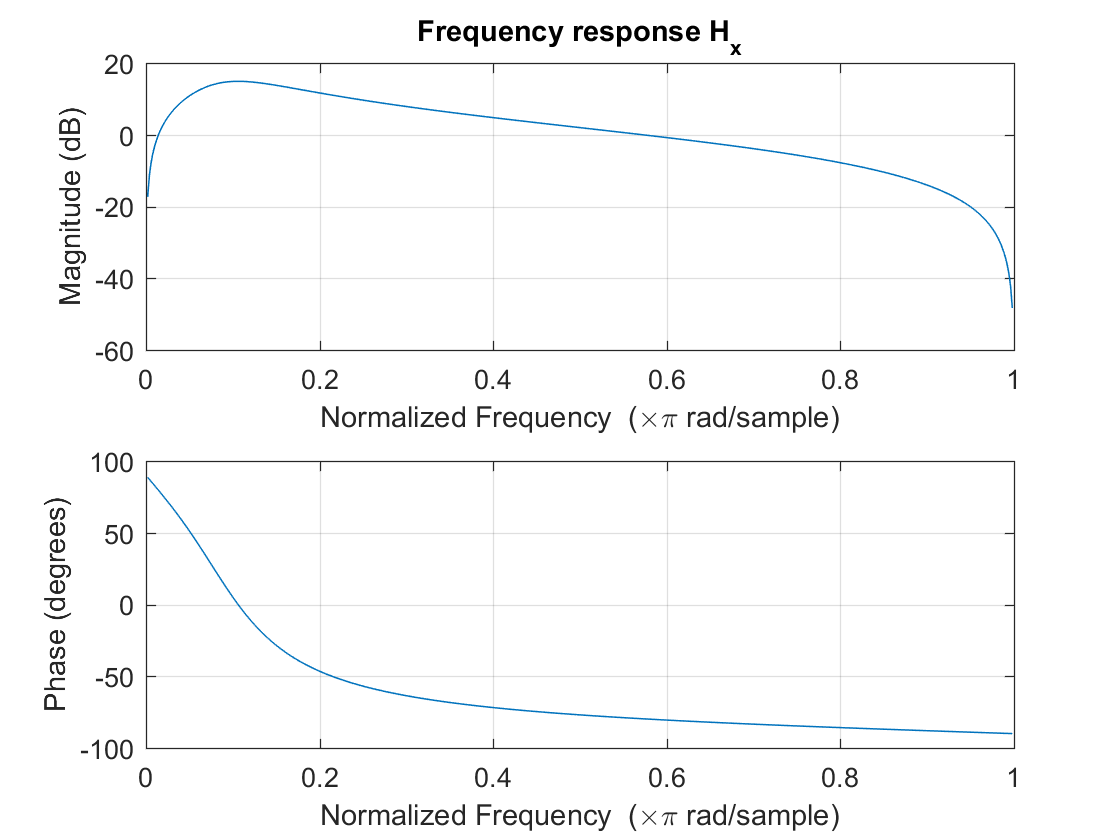 Frequency response Hx
20
0
-20
-40
-60
Magnitude (dB)
0 0.2 0.4 0.6 0.8 1
Normalized Frequency (×π rad/sample)
100
50
0
-50
-100
Phase (degrees)
0 0.2 0.4 0.6 0.8 1
Normalized Frequency (×π rad/sample)